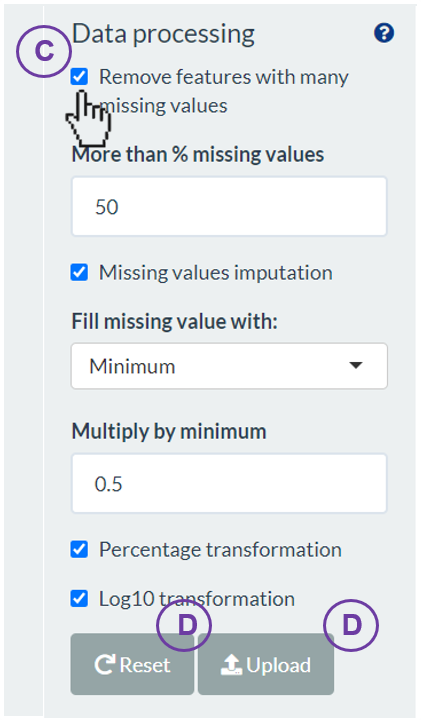 Data processing
C
Remove features with many
missing values
More than % missing values
50
Missing values imputation
Fill missing value with:
Minimum
Multiply by minimum
0.5
Percentage transformation
Log10 transformation
D
D
Reset
Upload